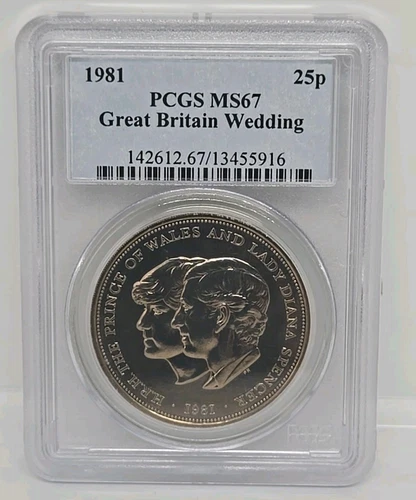 1981 25p
PCGS MS67
Great Britain Wedding
142612.67/13455916
H.R.H. THE PRINCE OF WALES AND LADY DIANA SPENCER
· 1981 ·